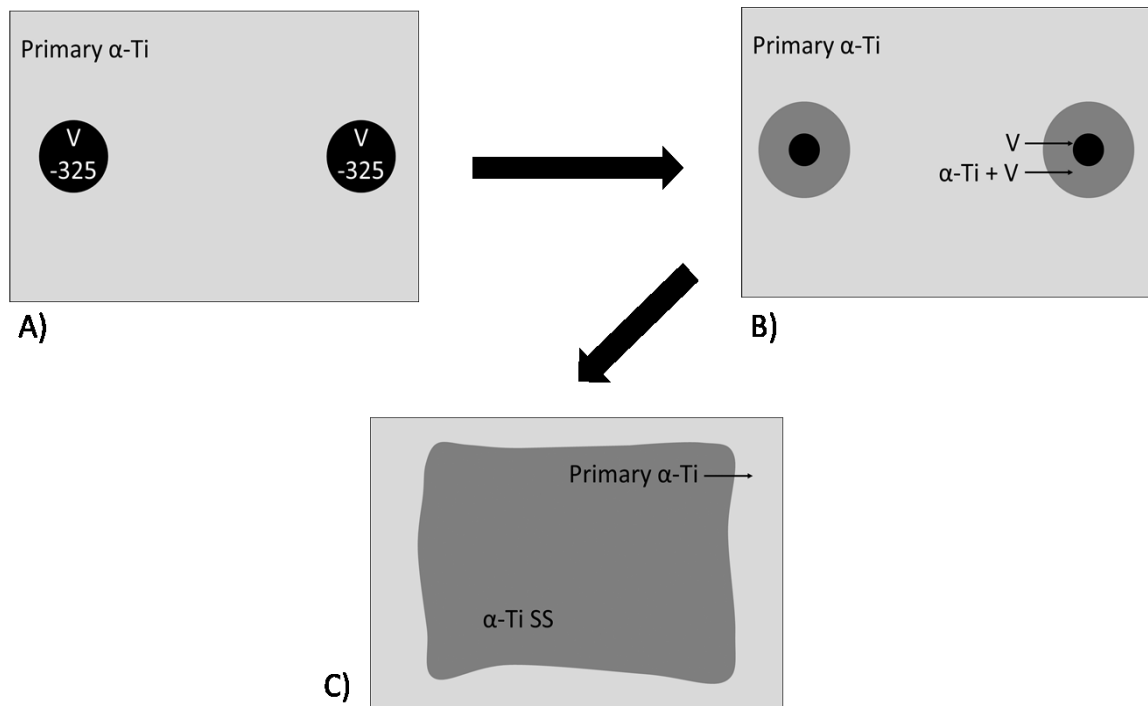 Primary α-Ti
V
-325
V
-325
A)
Primary α-Ti
V
α-Ti + V
B)
Primary α-Ti
α-Ti SS
C)